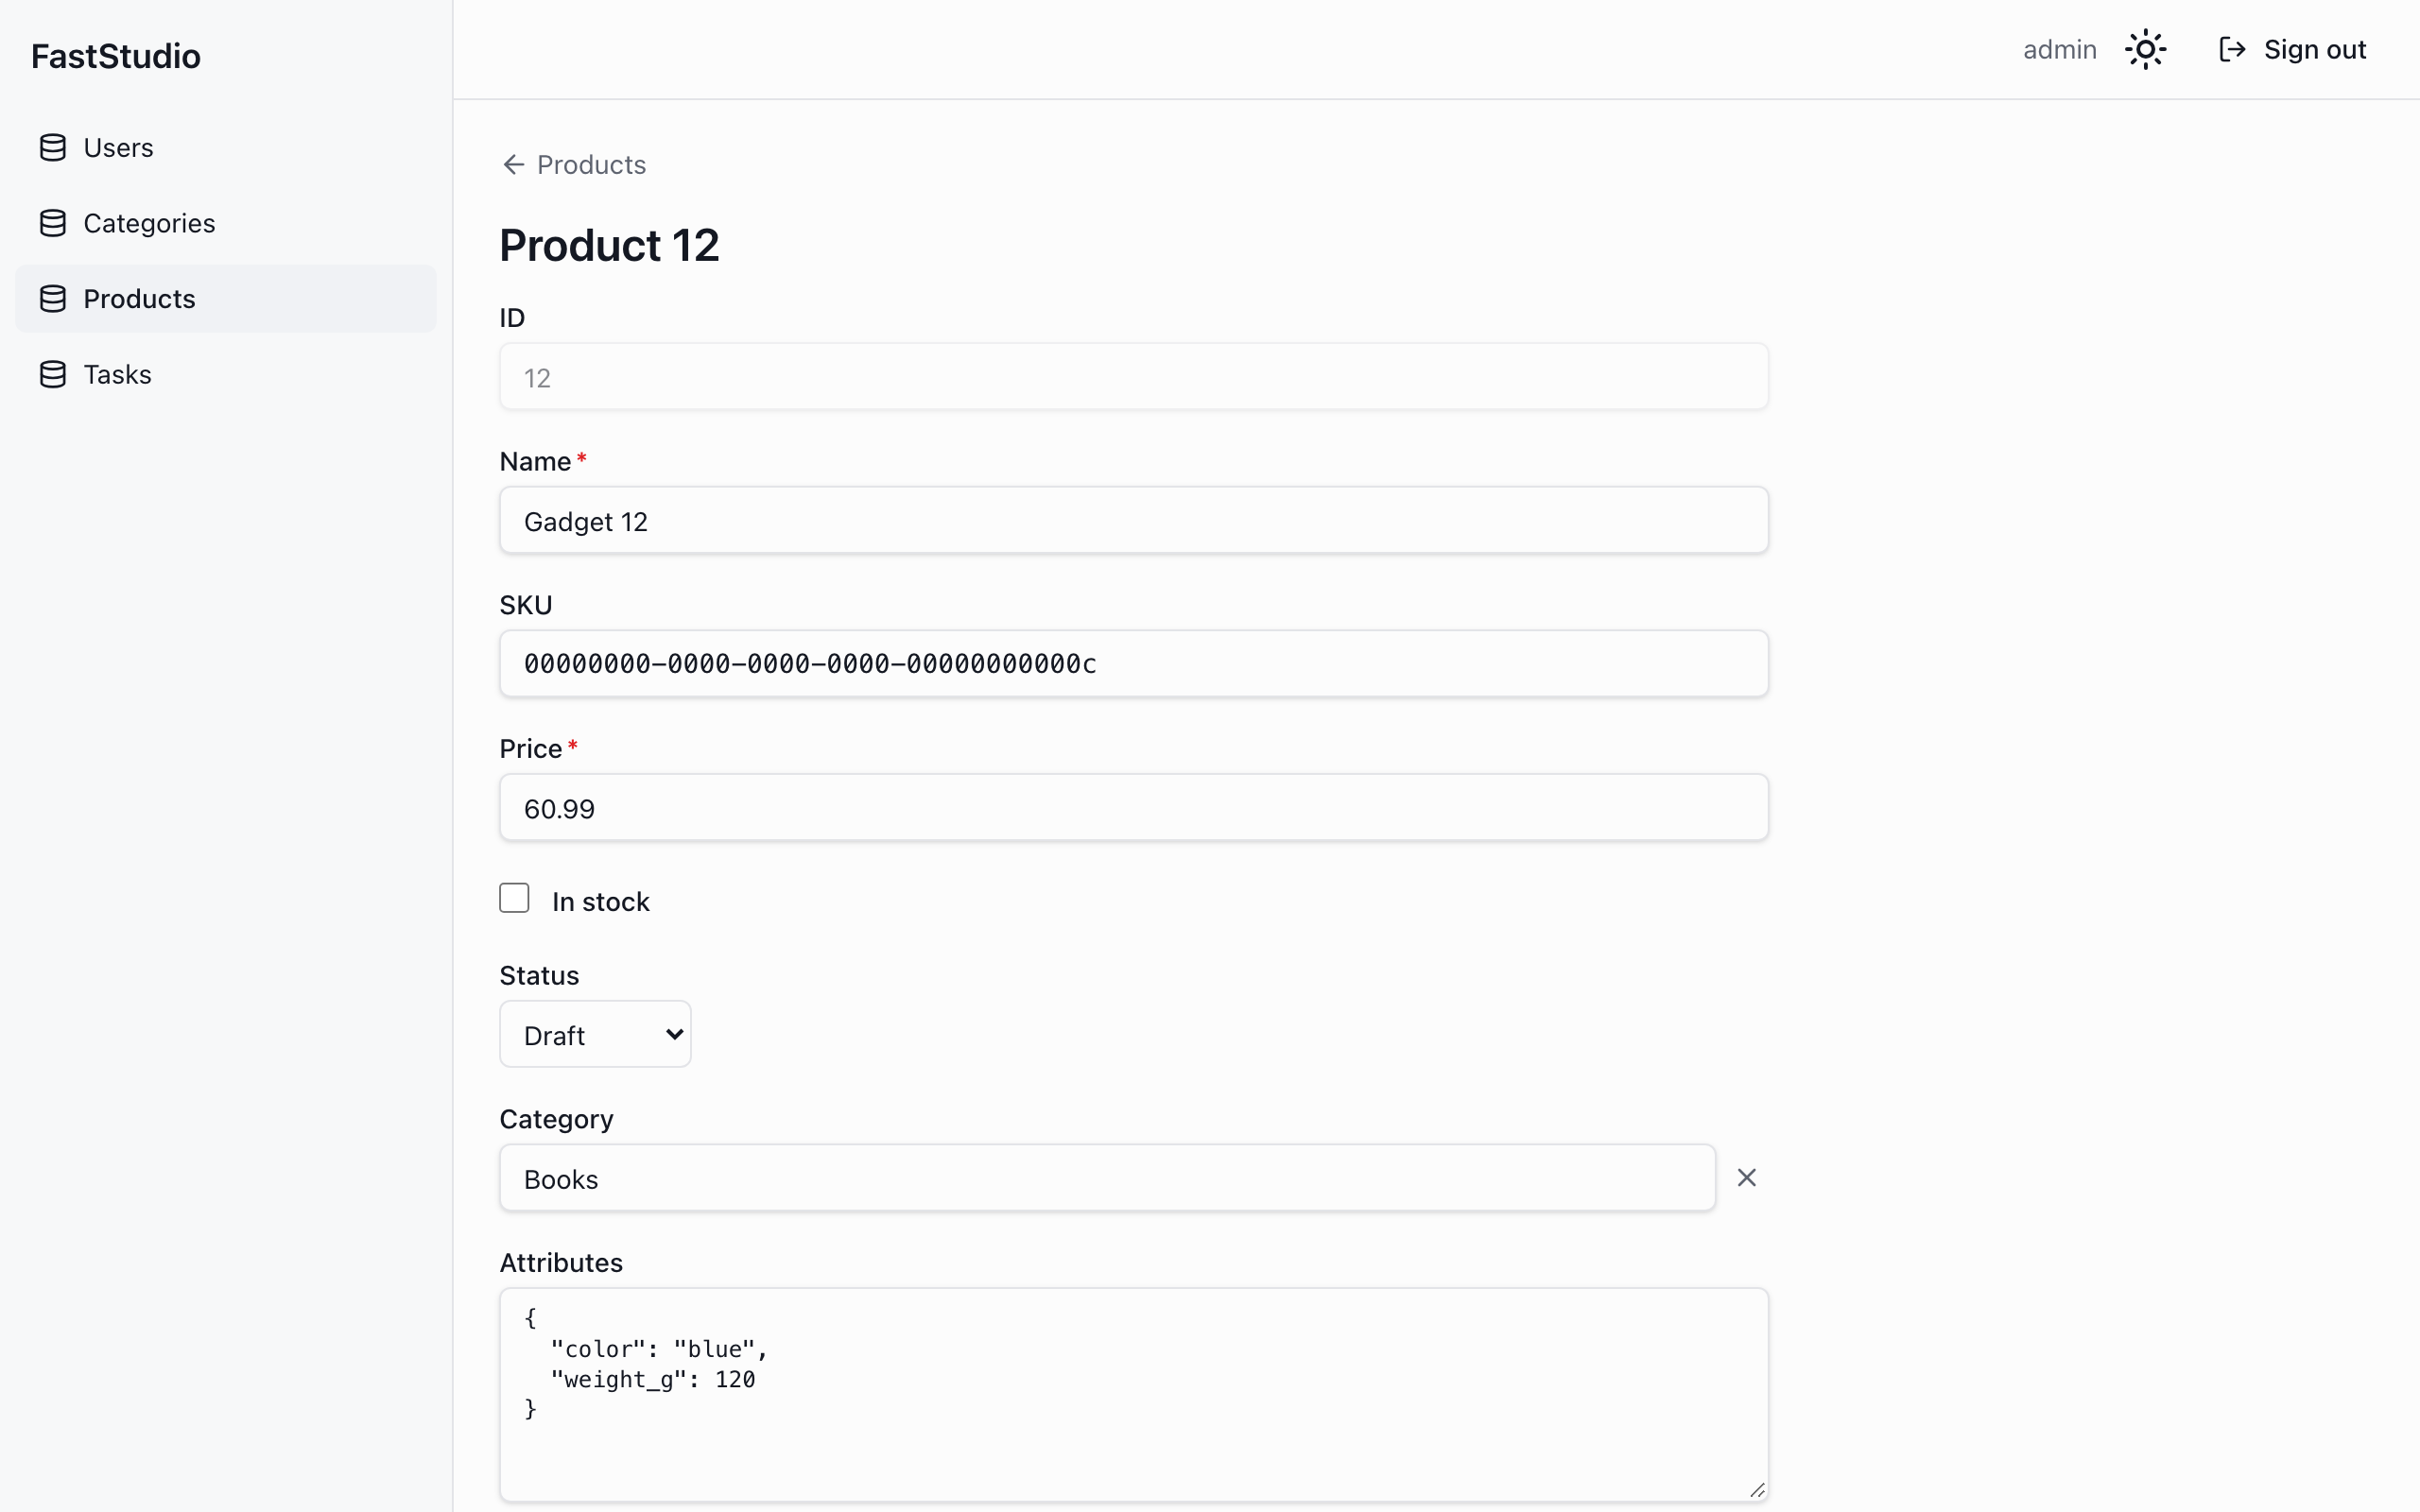 FastStudio
Users
Categories
Products
Tasks
admin
Sign out
Products
Product 12
ID
12
Name*
Gadget 12
SKU
00000000-0000-0000-0000-00000000000c
Price*
60.99
In stock
Status
Draft
Category
Books
Attributes
{
  "color": "blue",
  "weight_g": 120
}